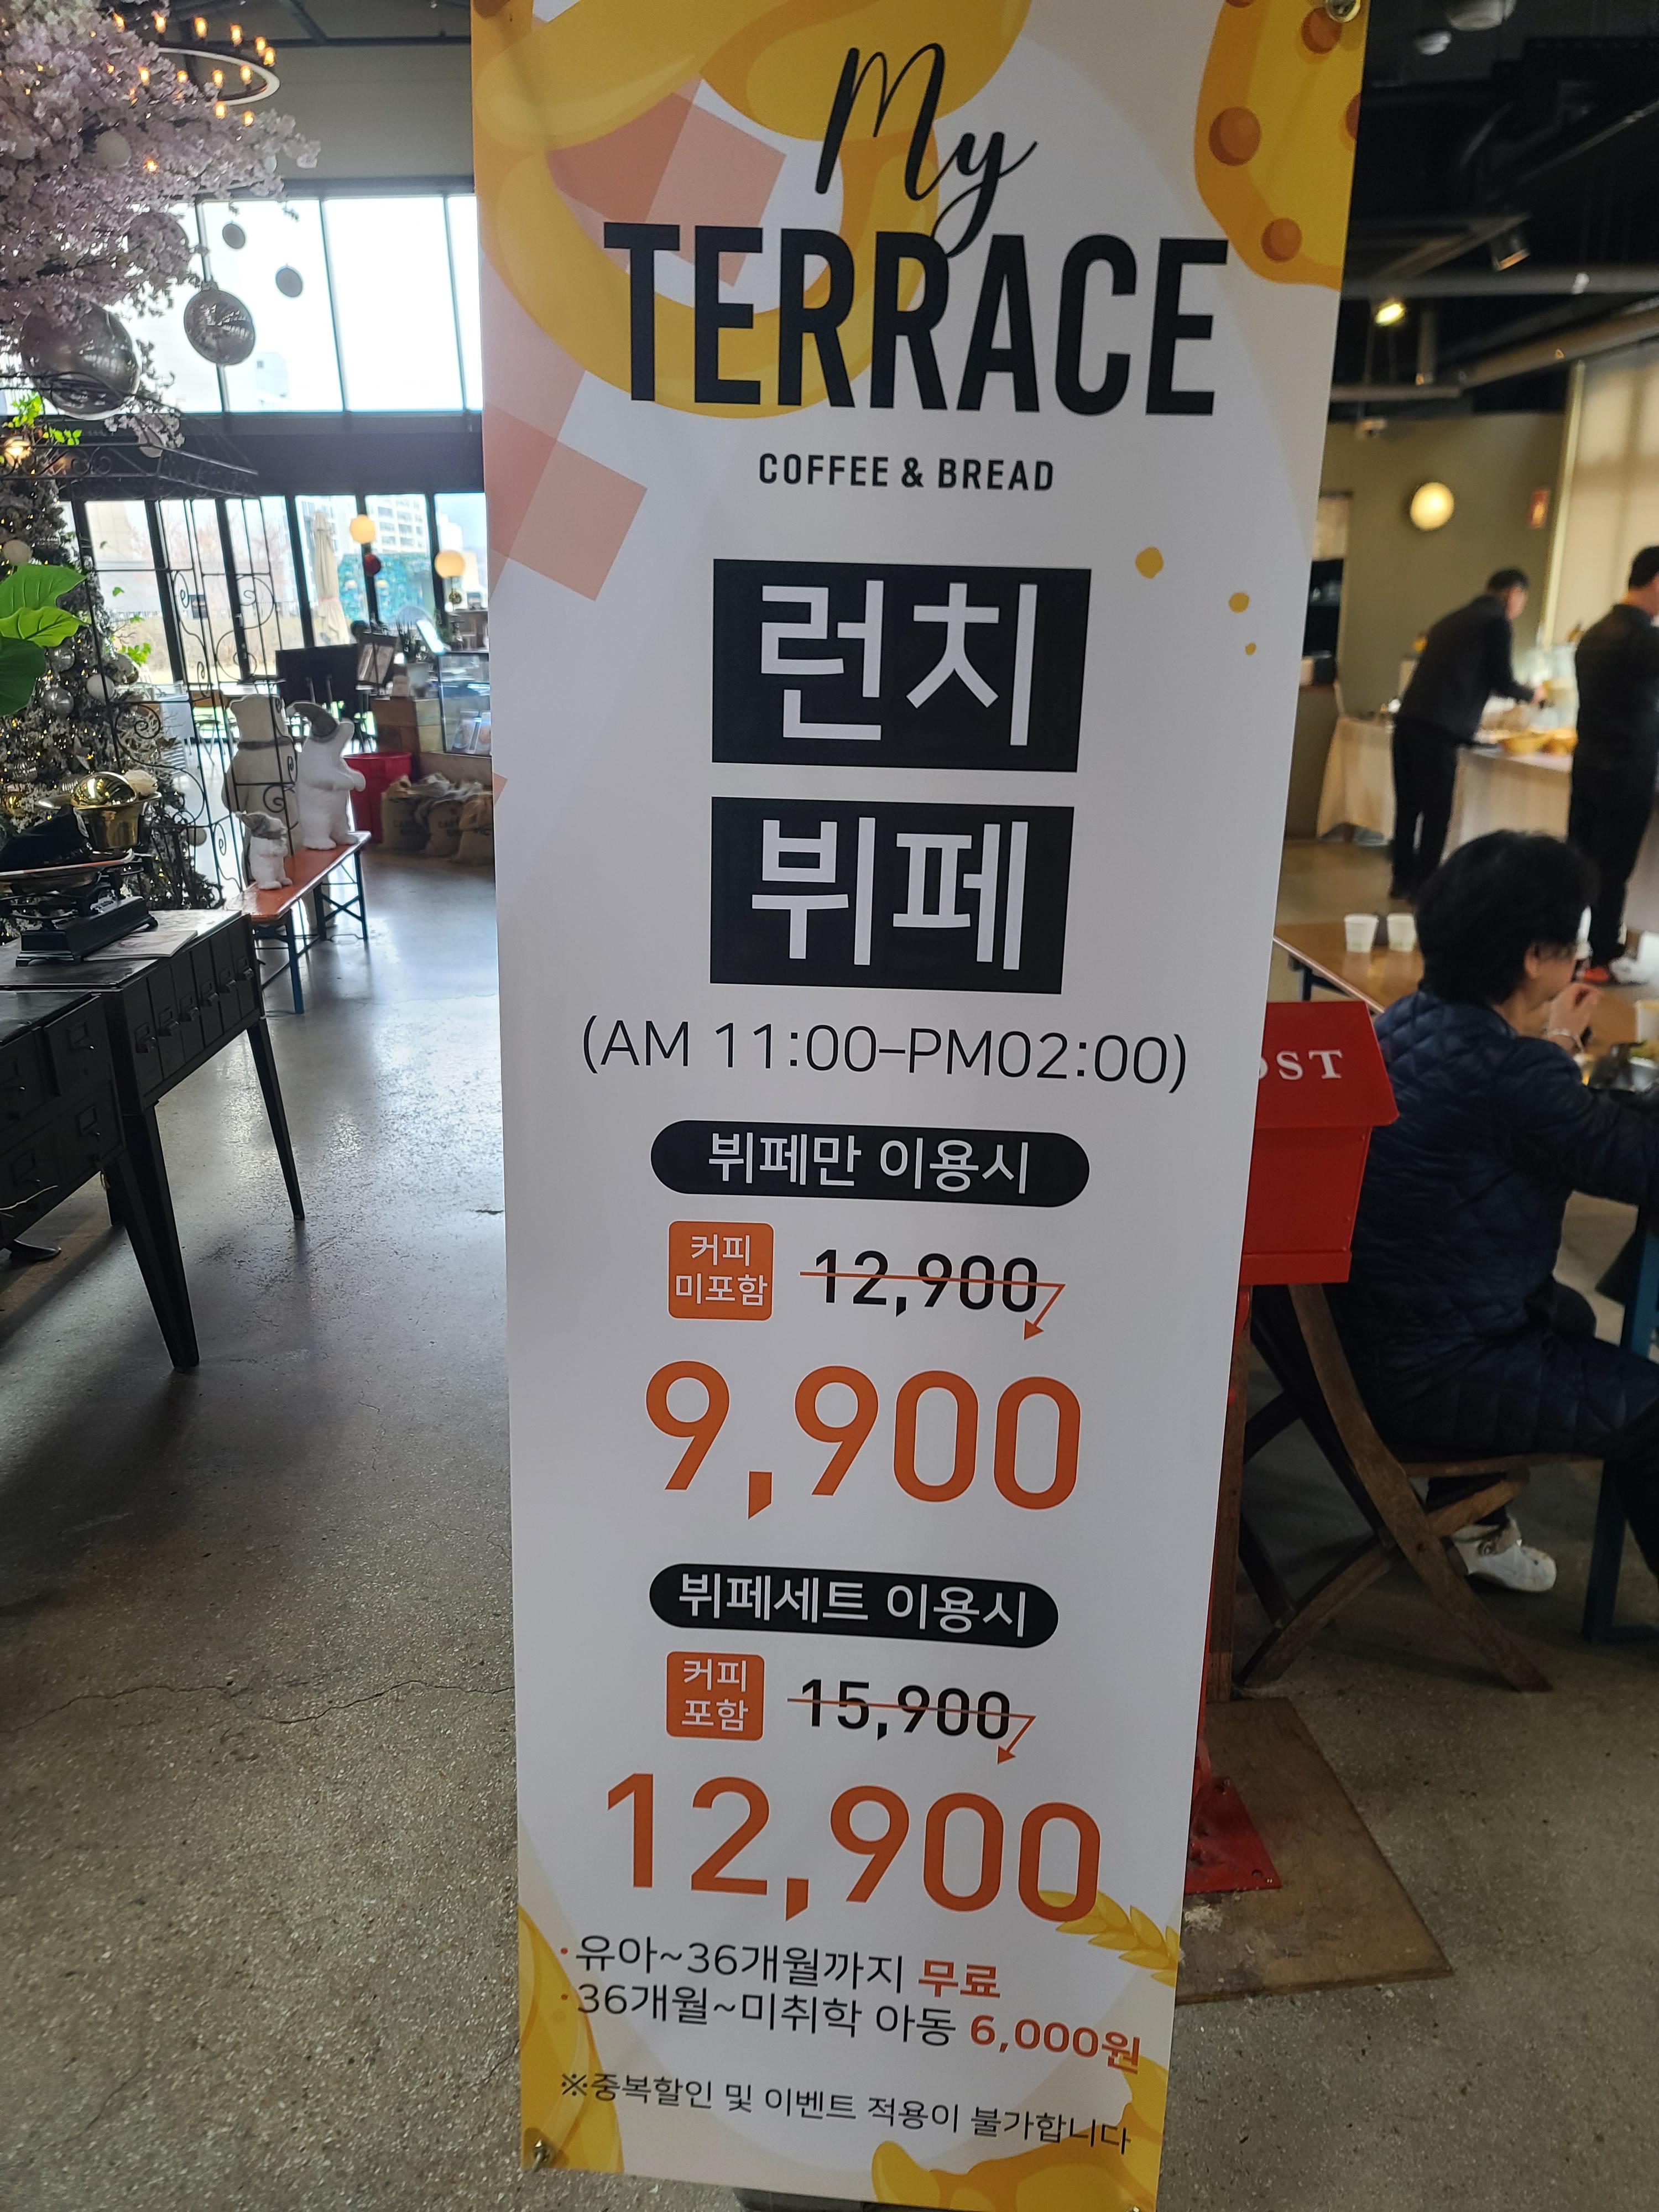 My
TERRACE
COFFEE & BREAD
런치
뷔페
(AM 11:00-PM02:00)
뷔페만 이용시
커피
미포함
12,900
9,900
뷔페세트 이용시
커피
포함
15,900
12,900
·유아~36개월까지 무료
·36개월~미취학 아동 6,000원
※중복할인 및 이벤트 적용이 불가합니다
OST